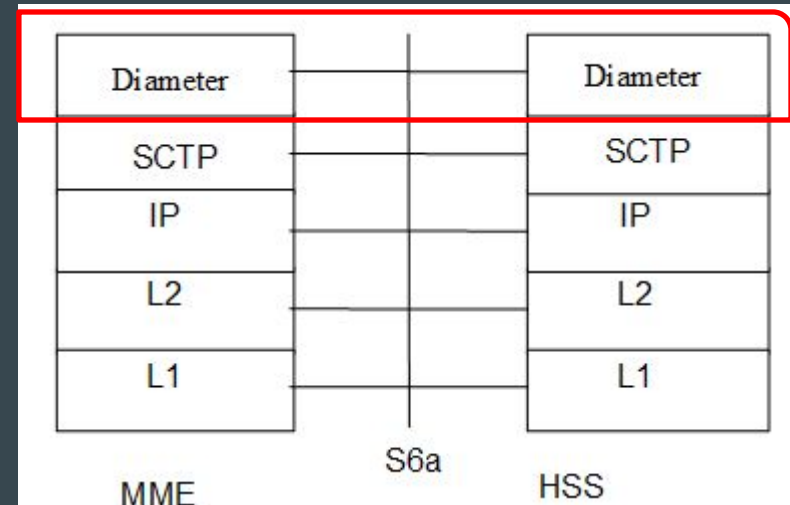 Diameter Diameter
SCTP SCTP
IP IP
L2 L2
L1 L1
S6a
MME HSS